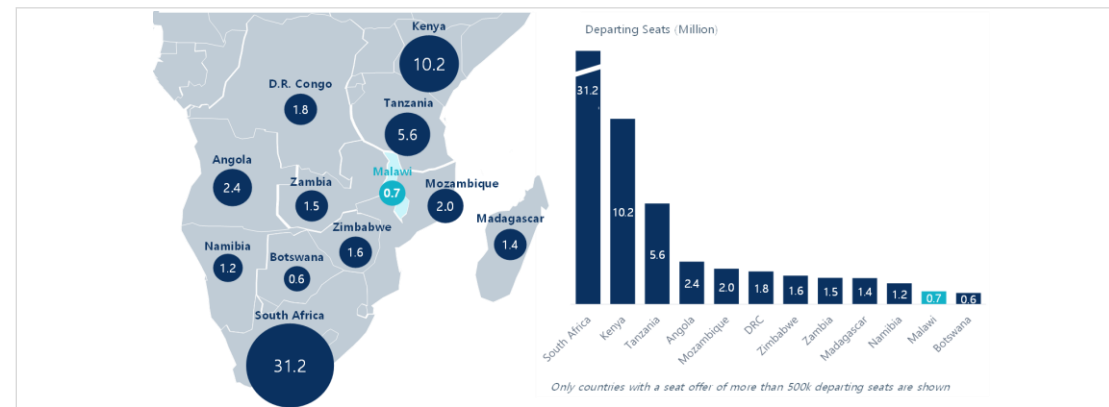 Kenya
10.2
D.R. Congo
1.8
Tanzania
5.6
Angola
2.4
Zambia
1.5
Malawi
0.7
Mozambique
2.0
Madagascar
1.4
Zimbabwe
1.6
Namibia
1.2
Botswana
0.6
South Africa
31.2
Departing Seats (Million)
31.2
10.2
5.6
2.4
2.0
1.8
1.6
1.5
1.4
1.2
0.7
0.6
South Africa
Kenya
Tanzania
Angola
Mozambique
DRC
Zimbabwe
Zambia
Madagascar
Namibia
Malawi
Botswana
Only countries with a seat offer of more than 500k departing seats are shown